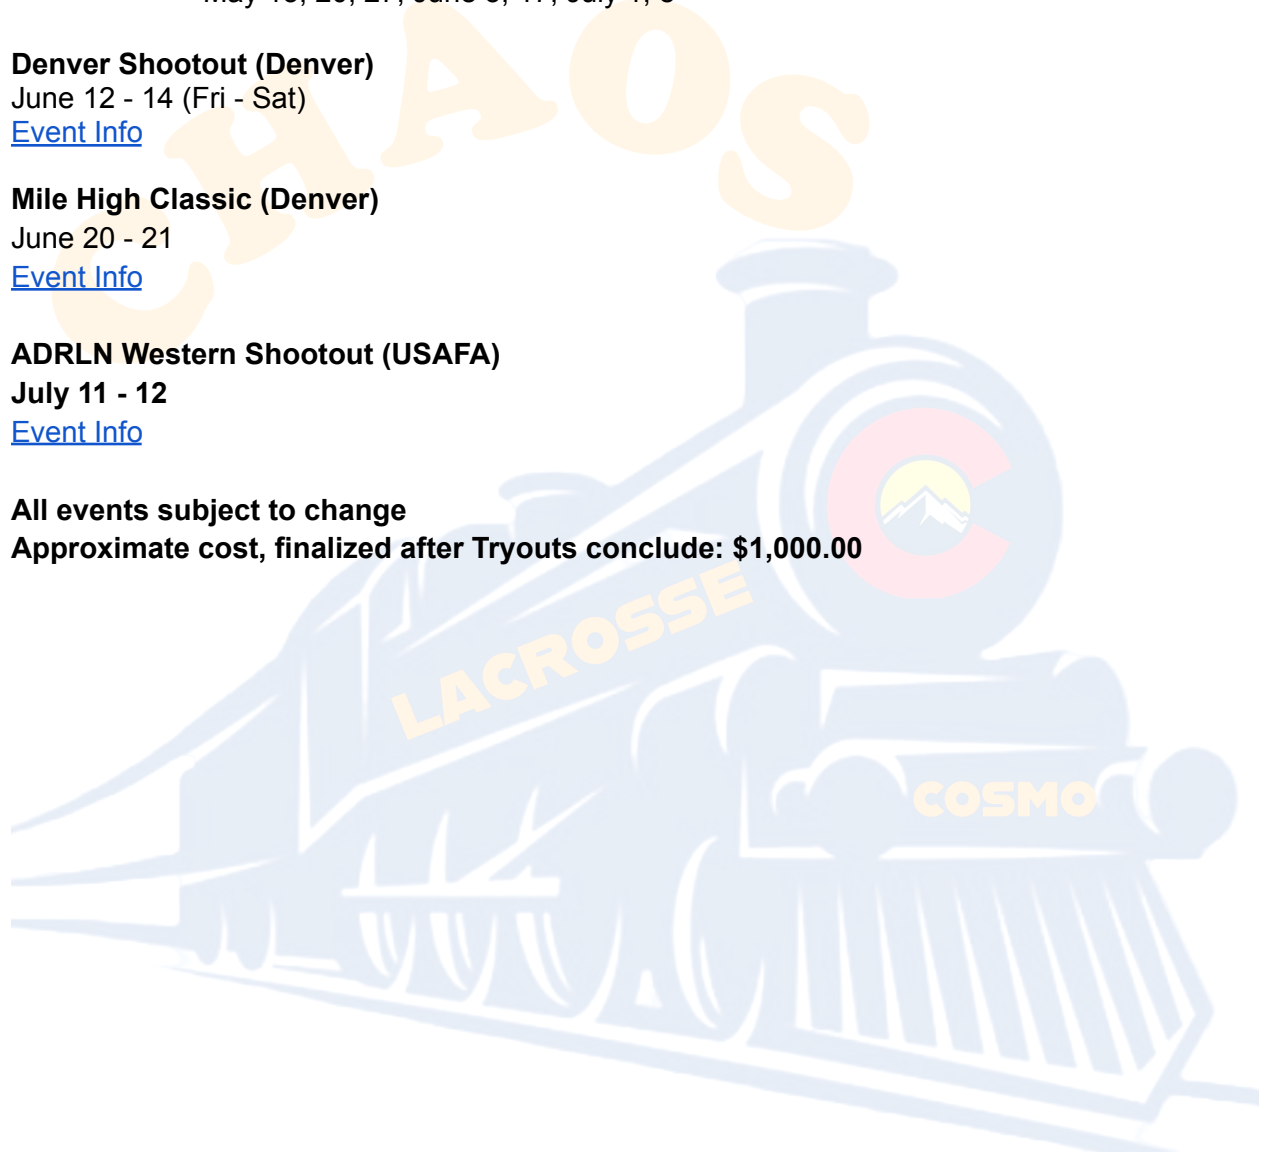 Denver Shootout (Denver)
June 12 - 14 (Fri - Sat)
Event Info
Mile High Classic (Denver)
June 20 - 21
Event Info
ADRLN Western Shootout (USAFA)
July 11 - 12
Event Info
All events subject to change
Approximate cost, finalized after Tryouts conclude: $1,000.00
CHAOS
LACROSSE
COSMO